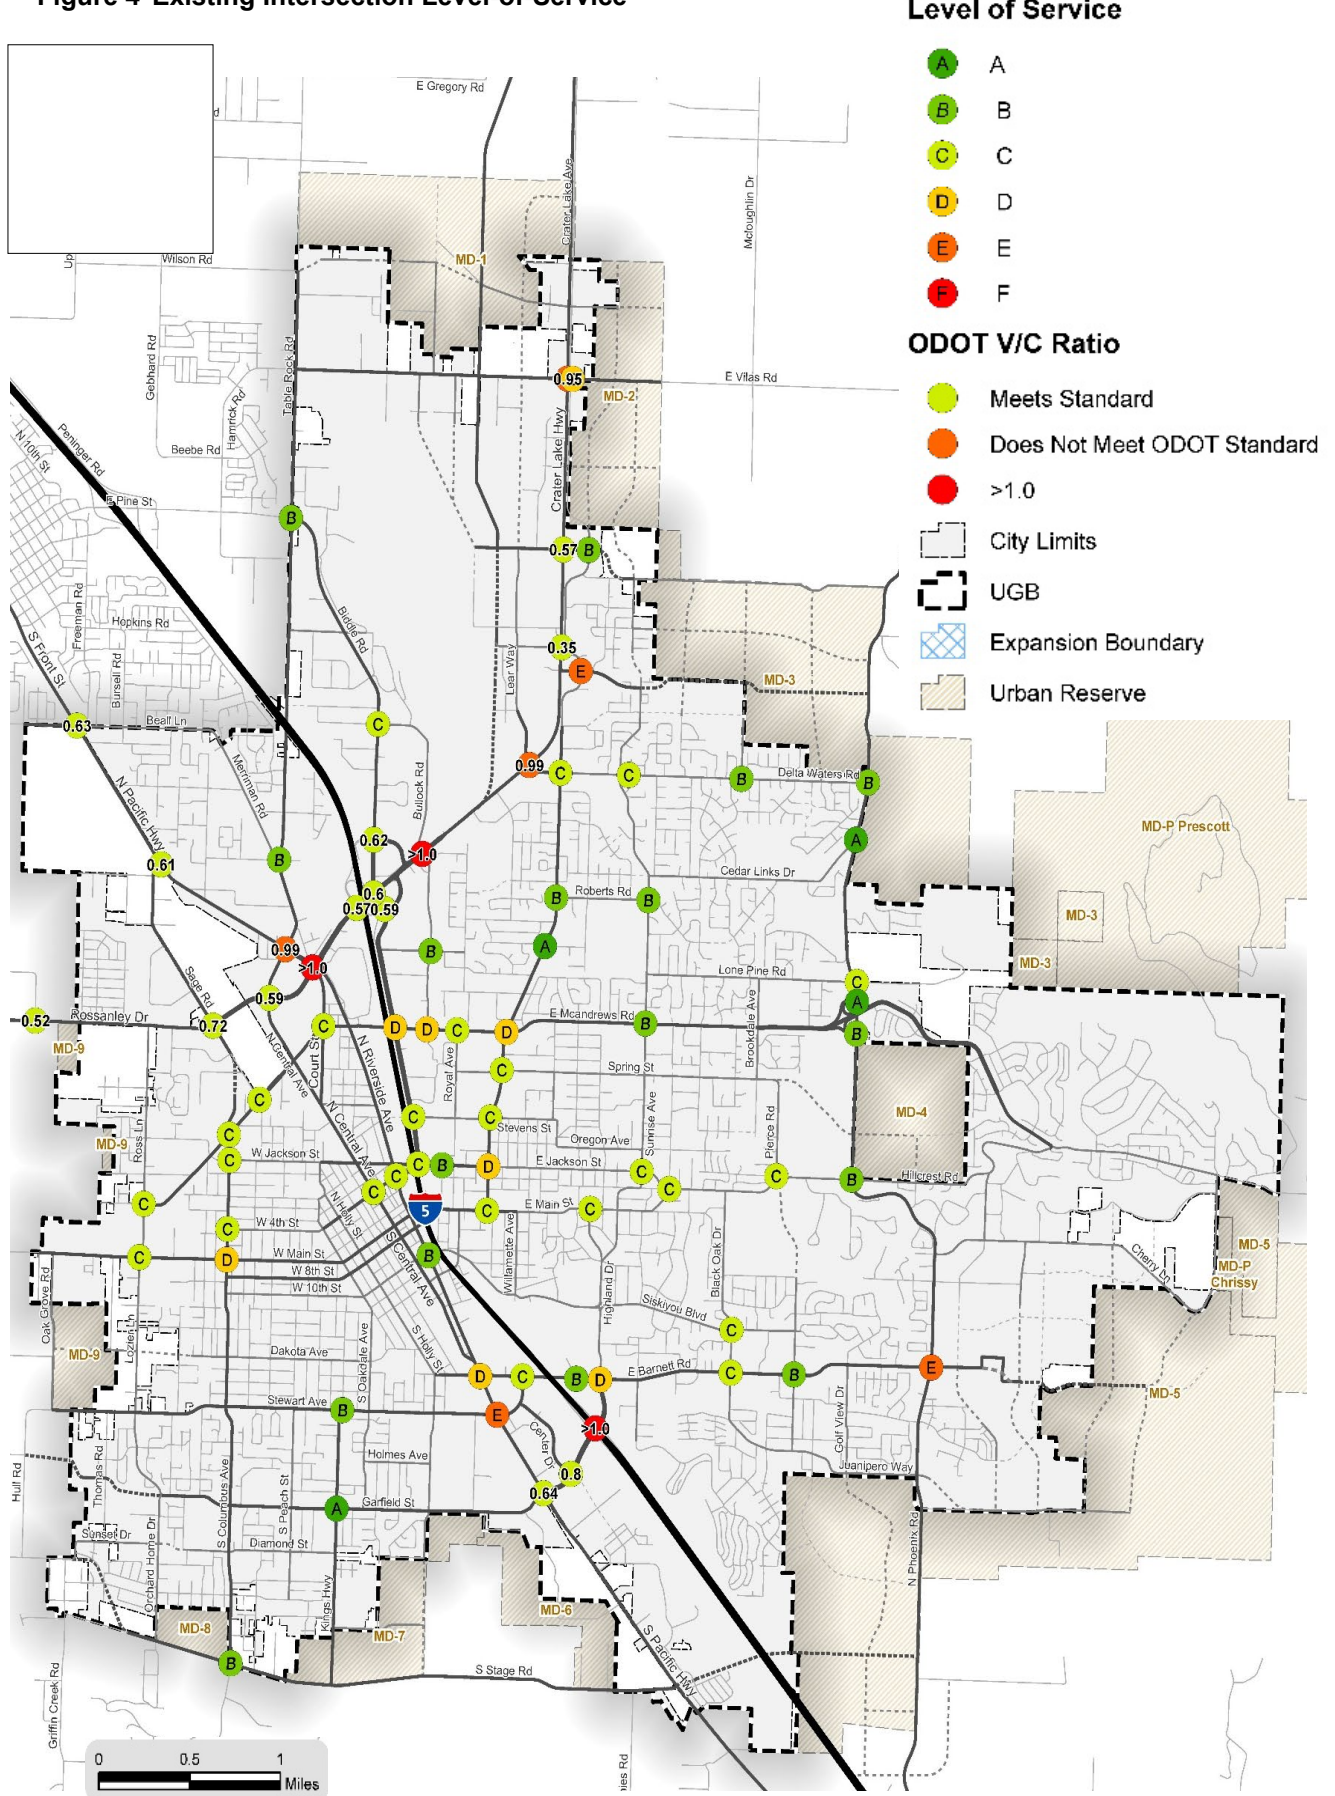 Figure 4 Existing Intersection Level of Service
Level of Service
A A
B B
C C
D D
E E
F F
ODOT V/C Ratio
Meets Standard
Does Not Meet ODOT Standard
>1.0
City Limits
UGB
Expansion Boundary
Urban Reserve
E Gregory Rd
Crater Lake Ave
Mcloughlin Dr
Wilson Rd
MD-1
Gebhard Rd
Table Rock Rd
Hamrick Rd
0.95
E Vilas Rd
MD-2
Crater Lake Hwy
Peninger Rd
N 10th St
Beebe Rd
E Pine St
B
0.57
B
Freeman Rd
Hopkins Rd
Biddle Rd
S Front St
Bursell Rd
0.35
Lear Way
E
MD-3
0.63
Beall Ln
C
Merriman Rd
Bullock Rd
0.99
C
C
B
Delta Waters Rd
B
N Pacific Hwy
MD-P Prescott
0.62
>1.0
A
B
0.61
Cedar Links Dr
0.6
0.57
0.59
B
Roberts Rd
B
MD-3
0.99
B
A
MD-3
>1.0
Lone Pine Rd
C
Sage Rd
0.59
A
0.52
Rossanley Dr
0.72
C
D
D
C
D
E Mcandrews Rd
B
B
MD-9
N Central Ave
Court St
N Riverside Ave
Royal Ave
Brookdale Ave
Spring St
C
C
MD-4
N Central Ave
C
C
Stevens St
Sunrise Ave
Pierce Rd
Oregon Ave
MD-9
Ross Ln
C
C
W Jackson St
C
C
B
D
E Jackson St
C
C
C
B
Hillcrest Rd
C
C
N Holly St
5
C
E Main St
C
C
W 4th St
C
D
W Main St
W 8th St
W 10th St
S Central Ave
B
Willamette Ave
Highland Dr
Black Oak Dr
Cherry Ln
MD-5
MD-P
Chrissy
Oak Grove Rd
Siskiyou Blvd
C
Lozier Ln
MD-9
Dakota Ave
S Oakdale Ave
S Holly St
D
C
B
D
E Barnett Rd
C
B
E
MD-5
Stewart Ave
B
E
>1.0
Golf View Dr
Center Dr
Holmes Ave
0.8
Juanipero Way
Hull Rd
Thomas Rd
S Columbus Ave
S Peach St
0.64
A
Garfield St
Sunset Dr
Orchard Home Dr
Diamond St
N Phoenix Rd
Kings Hwy
MD-8
MD-7
MD-6
B
S Stage Rd
S Pacific Hwy
Griffin Creek Rd
0 0.5 1
Miles